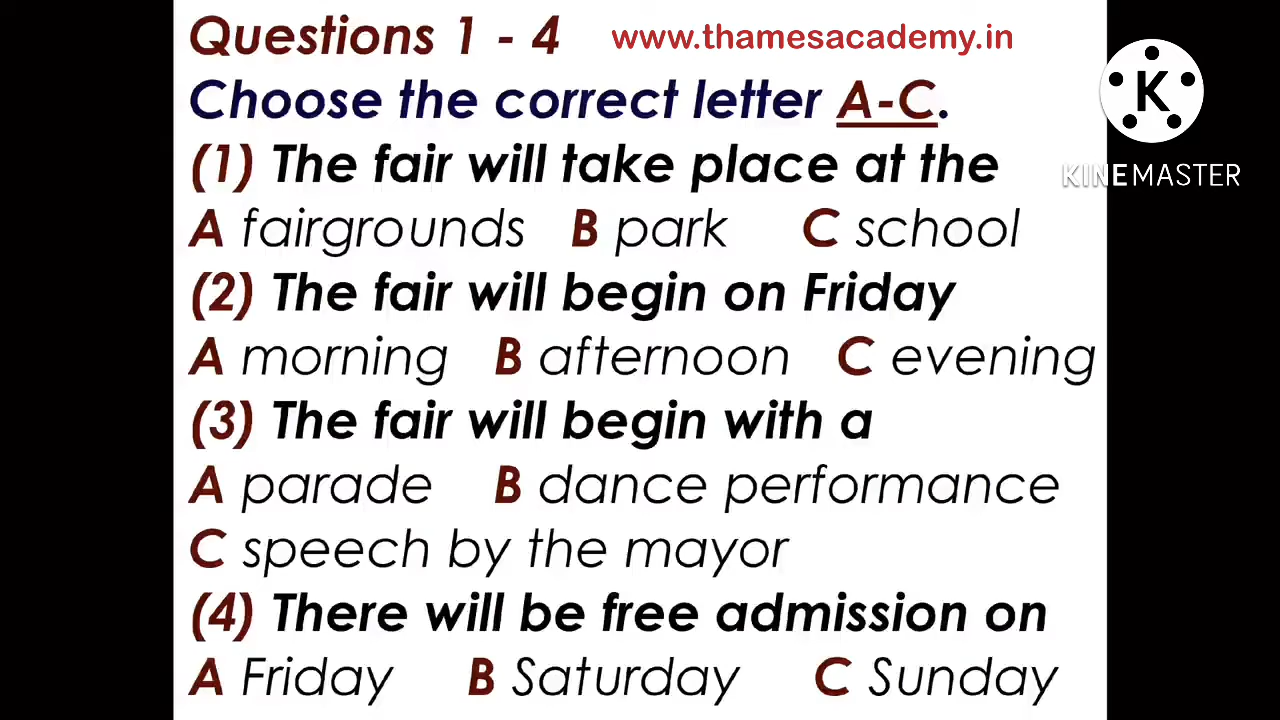 Questions 1 - 4 www.thamesacademy.in
Choose the correct letter A-C.
(1) The fair will take place at the
A fairgrounds B park C school
(2) The fair will begin on Friday
A morning B afternoon C evening
(3) The fair will begin with a
A parade B dance performance
C speech by the mayor
(4) There will be free admission on
A Friday B Saturday C Sunday
K
KINEMASTER